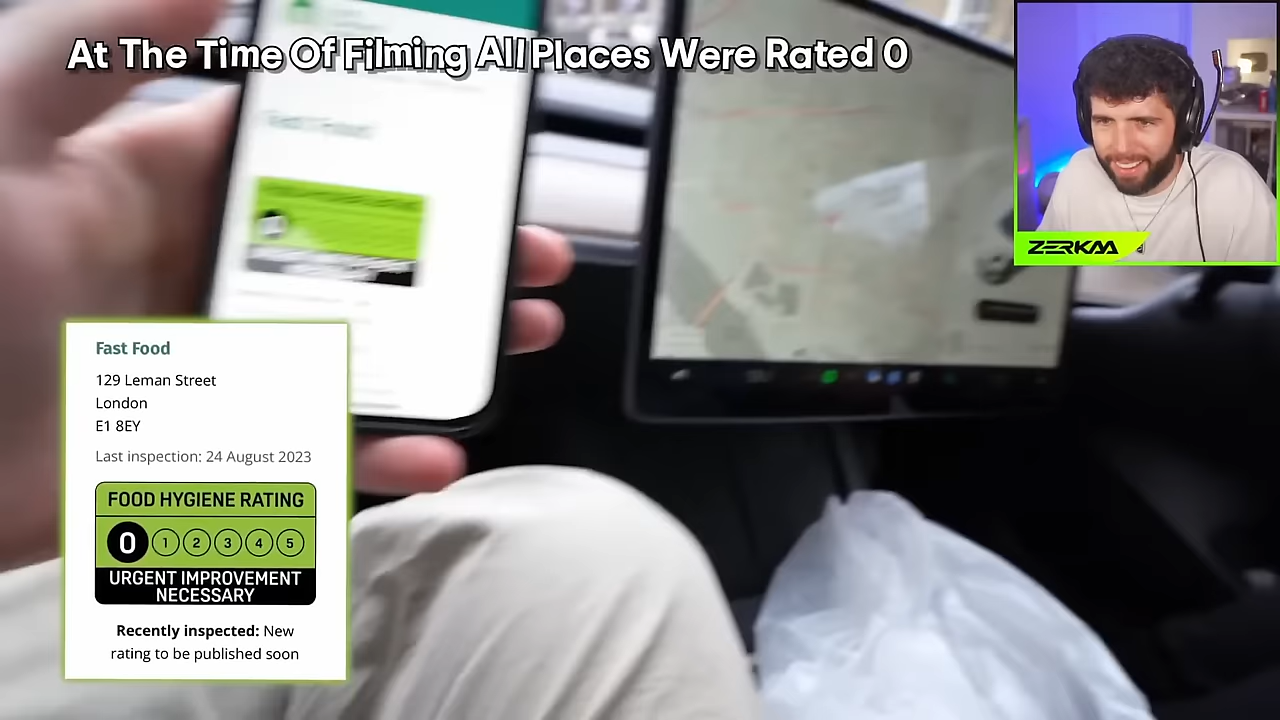 At The Time Of Filming All Places Were Rated 0
ZERKAA
Fast Food
129 Leman Street
London
E1 8EY
Last inspection: 24 August 2023
FOOD HYGIENE RATING
0 1 2 3 4 5
URGENT IMPROVEMENT
NECESSARY
Recently inspected: New
rating to be published soon